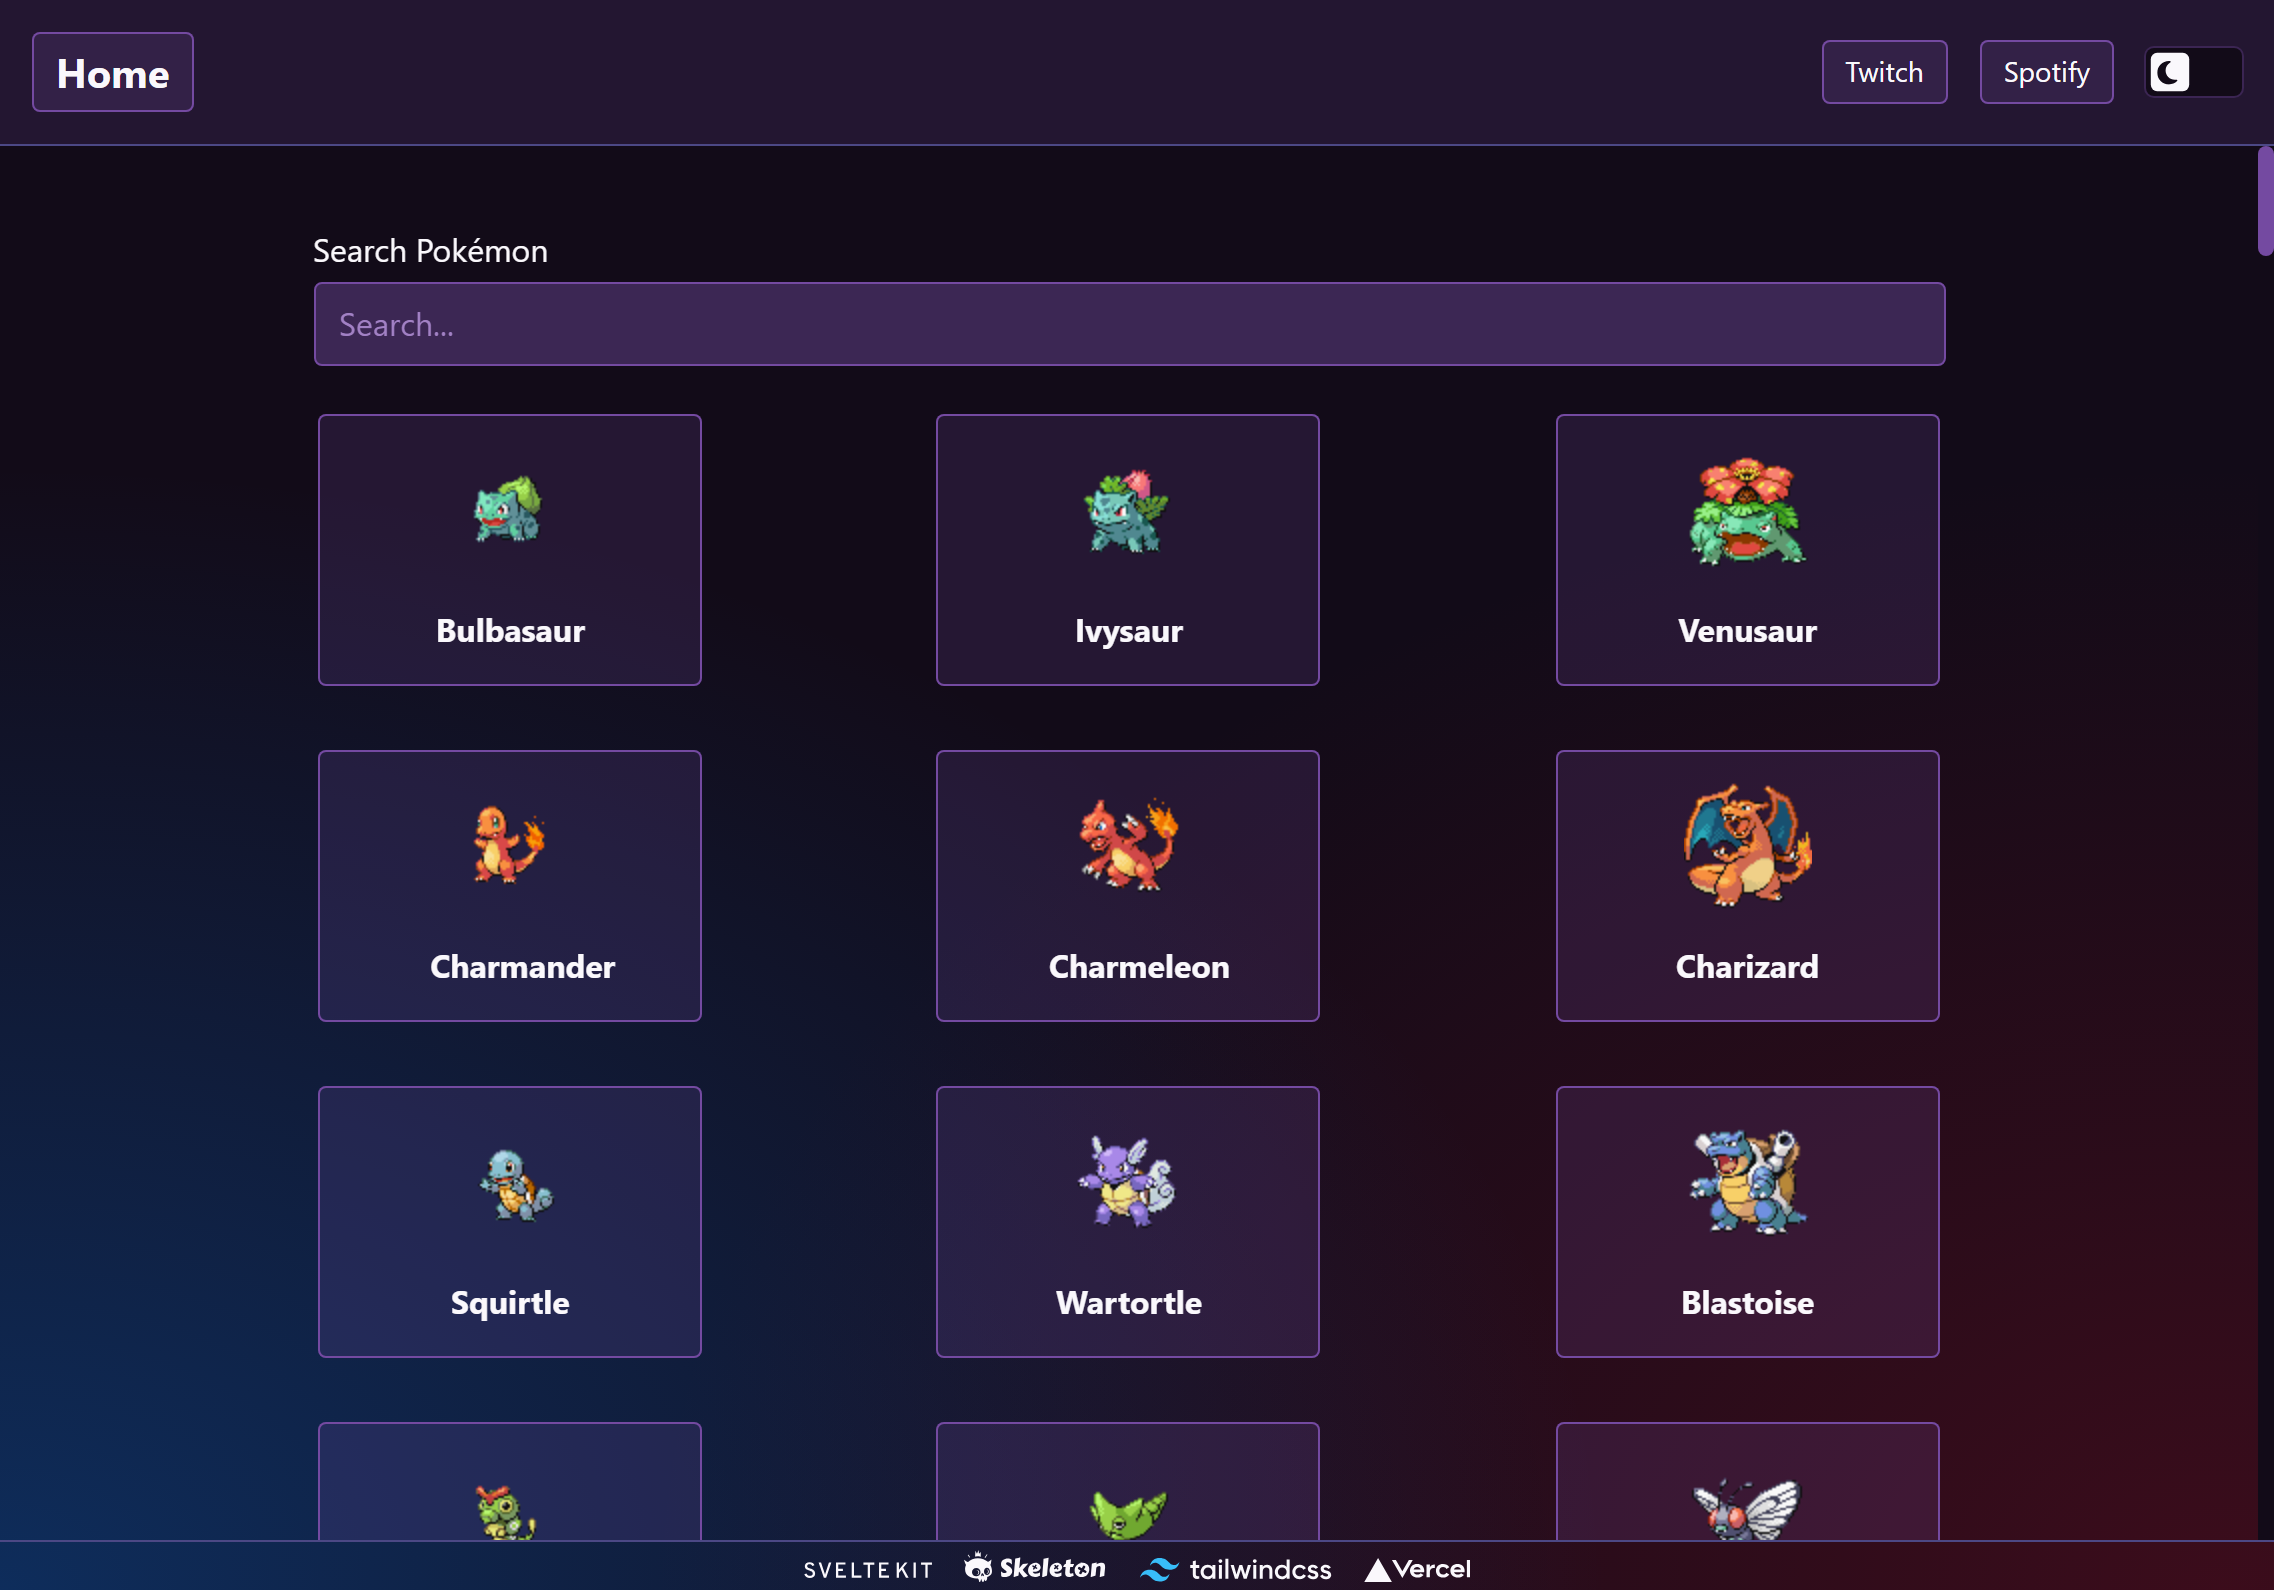 Home
Twitch
Spotify
Search Pokémon
Search...
Bulbasaur
Ivysaur
Venusaur
Charmander
Charmeleon
Charizard
Squirtle
Wartortle
Blastoise
SVELTEKIT
Skeleton
tailwindcss
Vercel